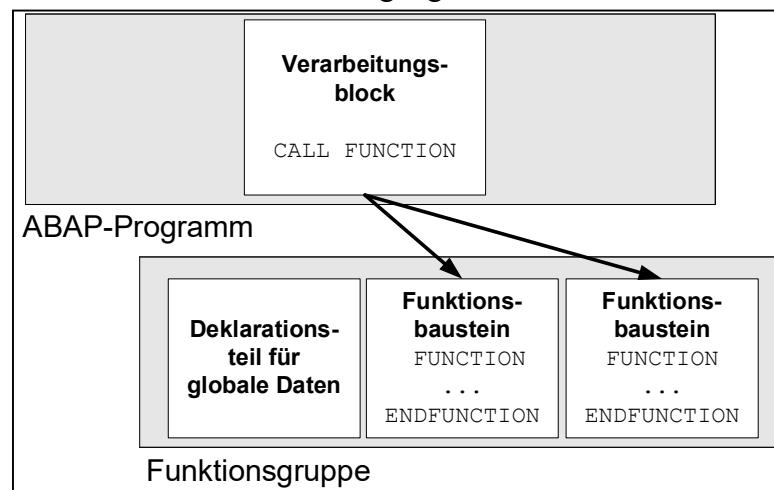 Verarbeitungs-
block
CALL FUNCTION
ABAP-Programm
Deklarations-
teil für
globale Daten
Funktions-
baustein
FUNCTION
...
ENDFUNCTION
Funktions-
baustein
FUNCTION
...
ENDFUNCTION
Funktionsgruppe